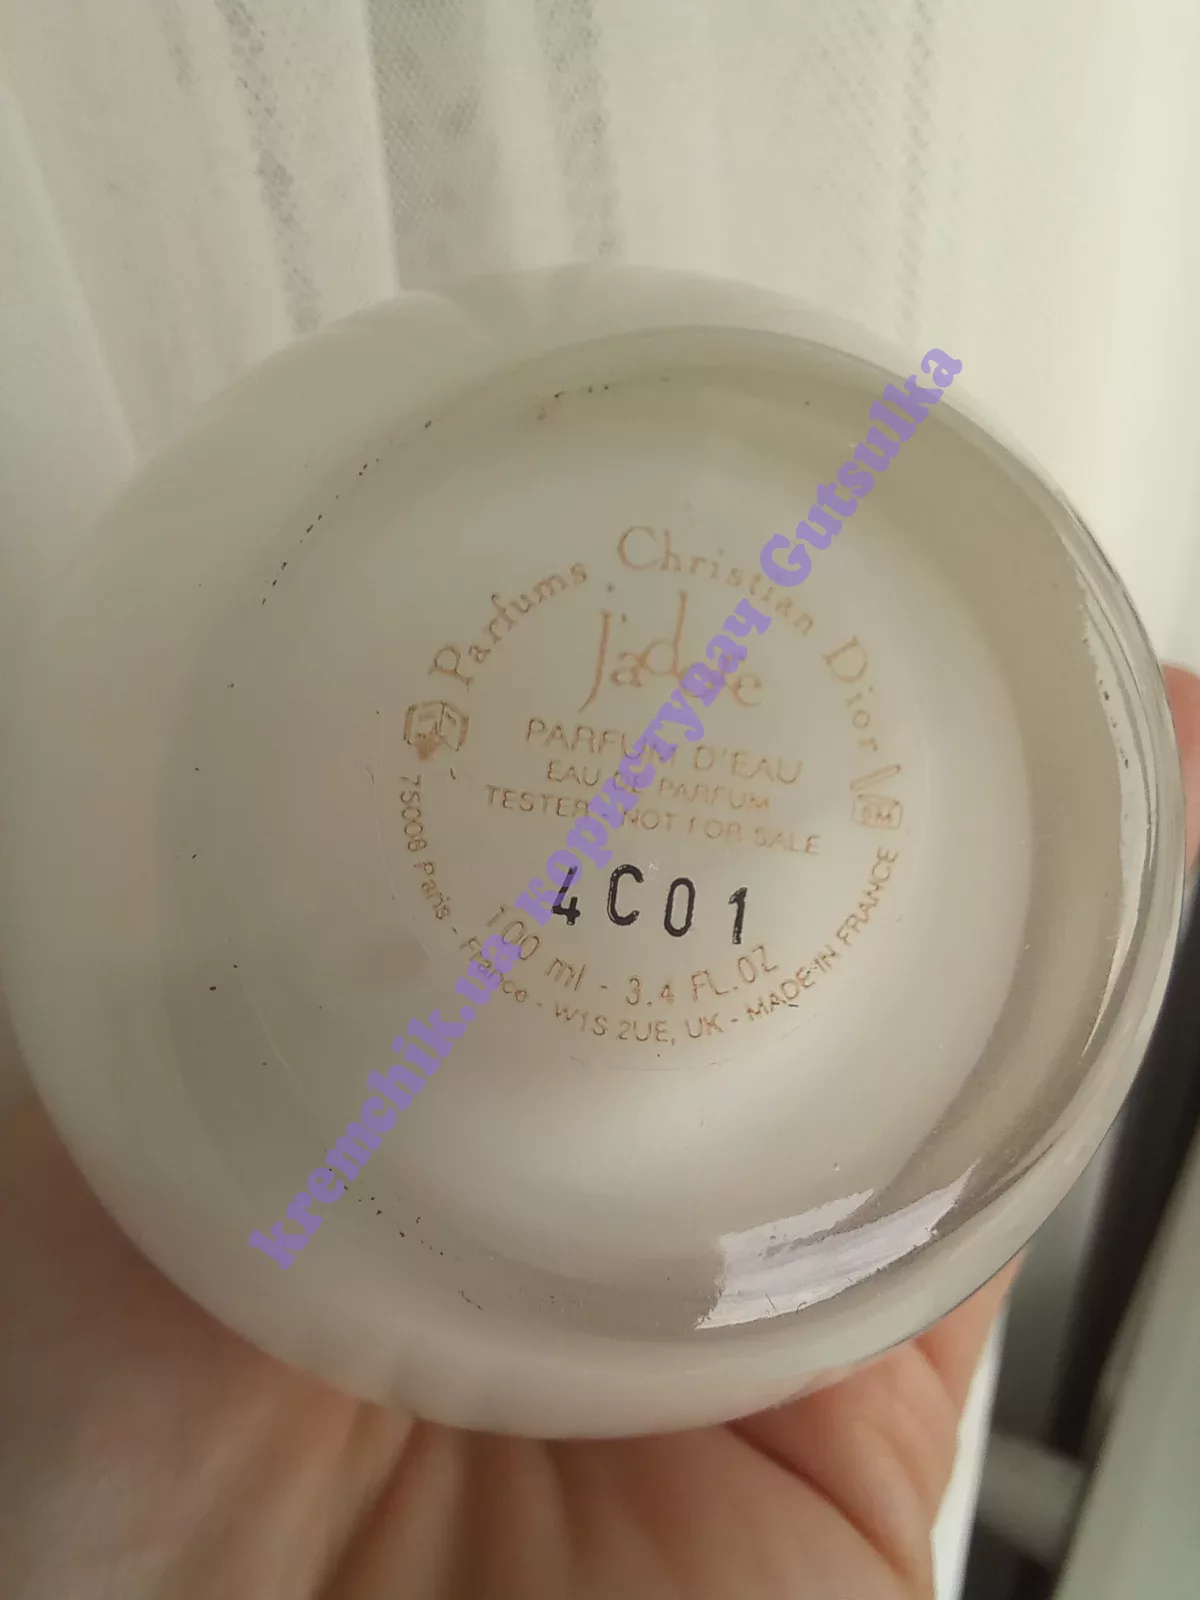 Parfums Christian Dior
j'adore
PARFUM D'EAU
EAU DE PARFUM
TESTER - NOT FOR SALE
4C01
100 ml - 3.4 FL.OZ
75008 Paris - France - W1S 2UE, UK - MADE IN FRANCE
kremchik.ua Користувач Gutsulka